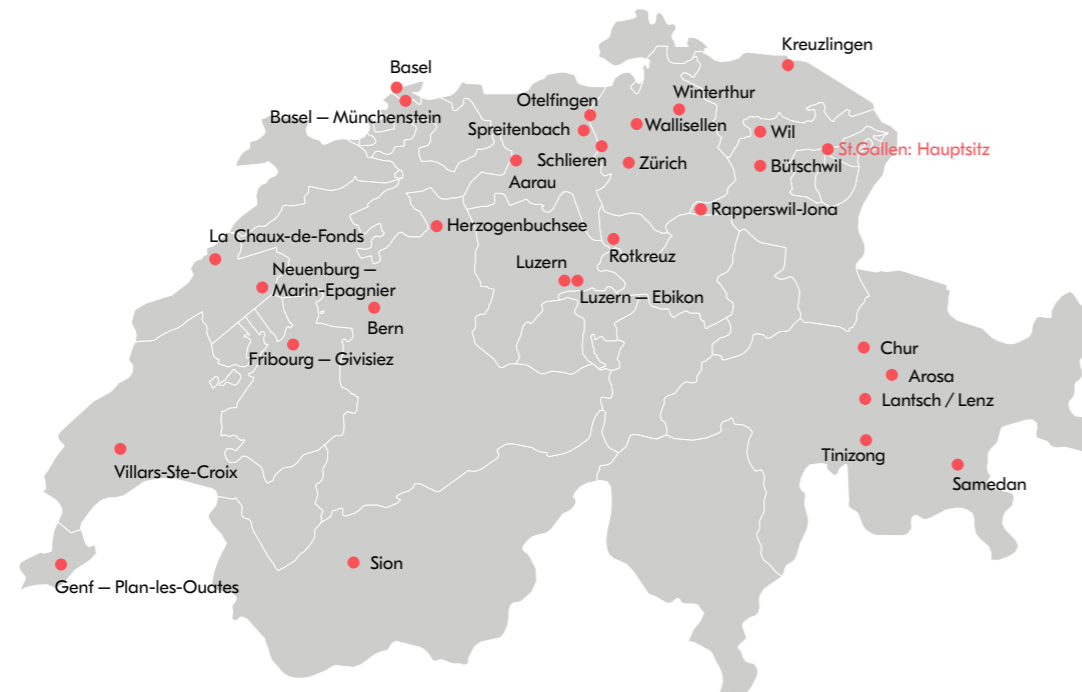 Kreuzlingen
Basel
Winterthur
Otelfingen
Basel – Münchenstein
Wallisellen
Spreitenbach
Wil
St.Gallen: Hauptsitz
Schlieren
Zürich
Bütschwil
Aarau
Rapperswil-Jona
Herzogenbuchsee
La Chaux-de-Fonds
Rotkreuz
Luzern
Neuenburg –
Marin-Epagnier
Luzern – Ebikon
Bern
Chur
Fribourg – Givisiez
Arosa
Lantsch / Lenz
Tinizong
Villars-Ste-Croix
Samedan
Sion
Genf – Plan-les-Ouates